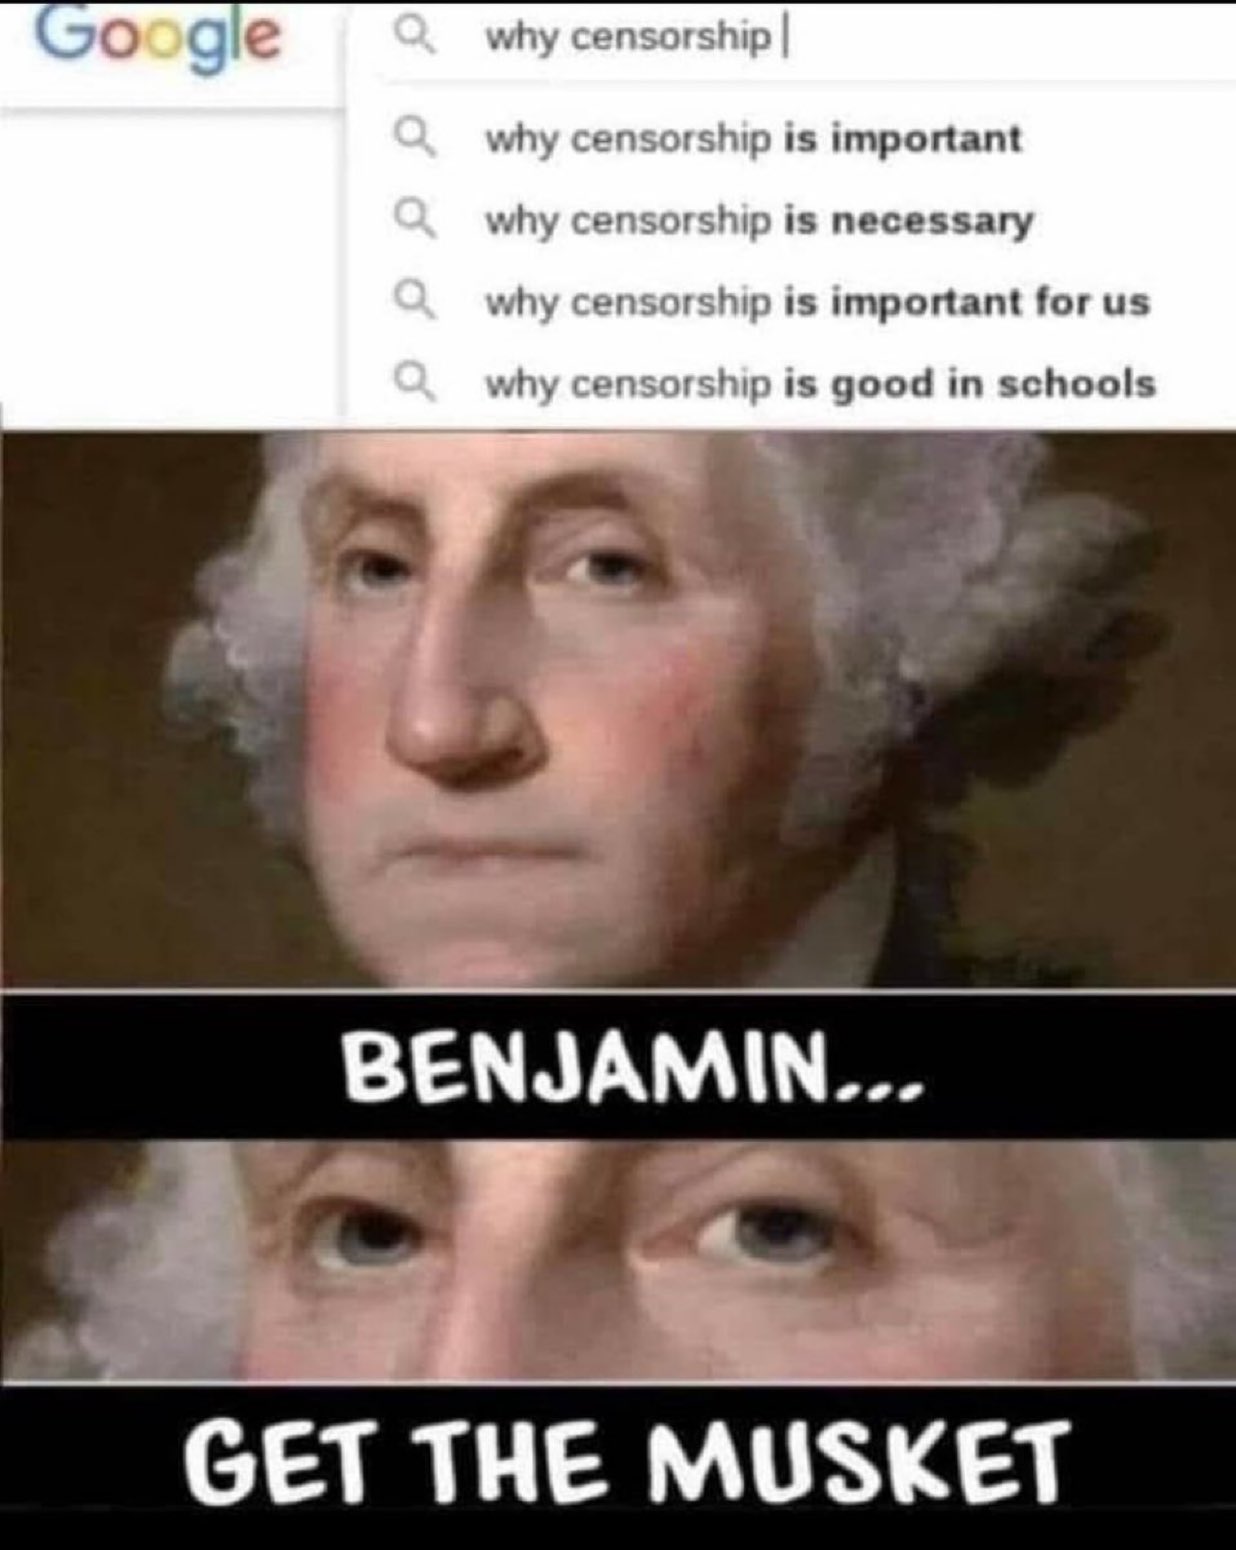 Google
why censorship
why censorship is important
why censorship is necessary
why censorship is important for us
why censorship is good in schools
BENJAMIN...
GET THE MUSKET